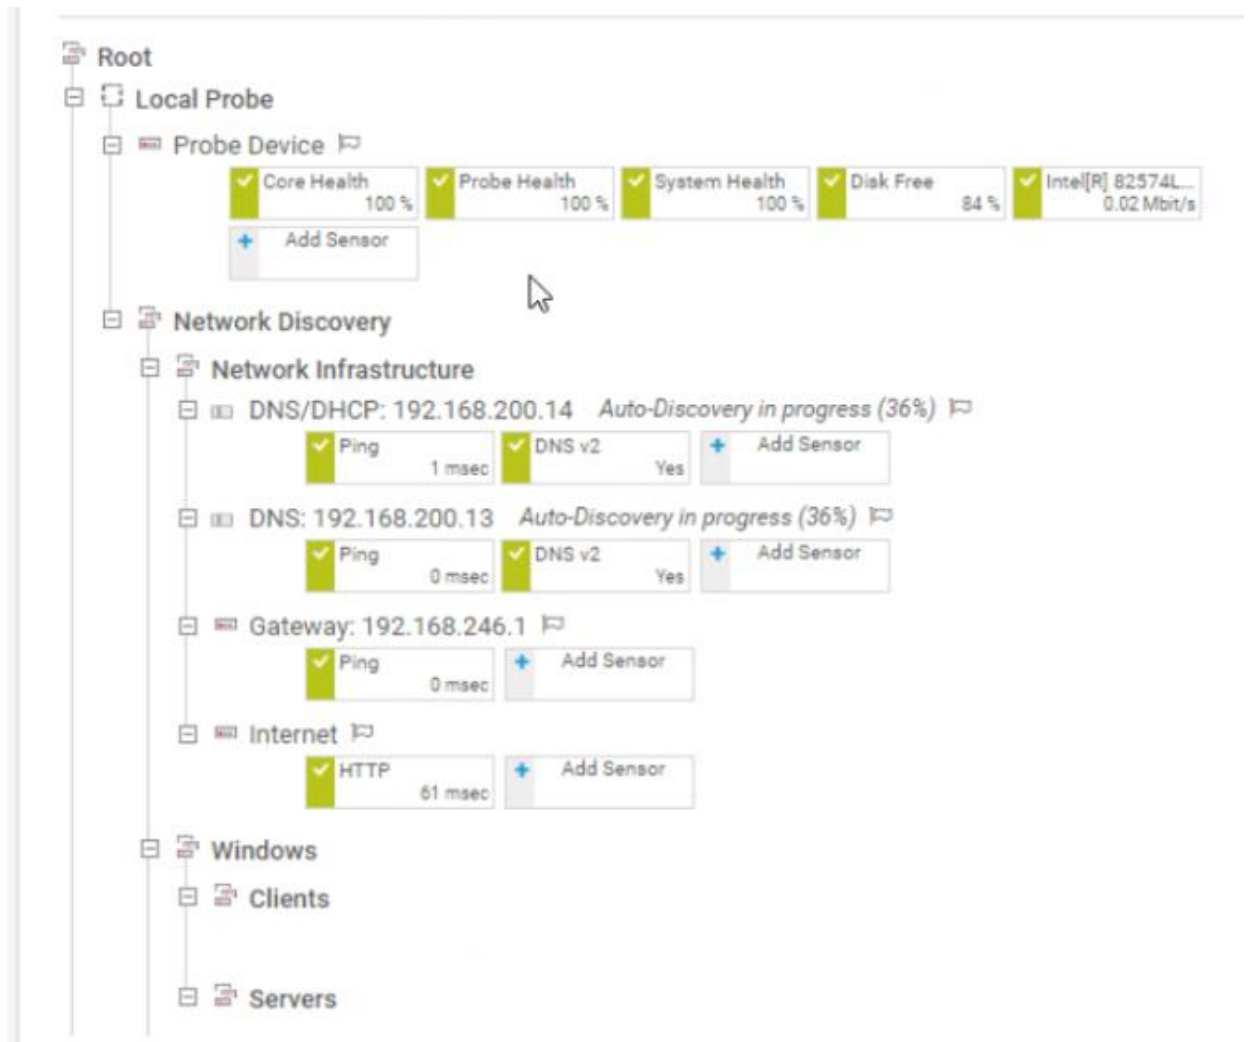 Root
Local Probe
Probe Device
Core Health Probe Health System Health Disk Free Intel[R] 82574L...
100 % 100 % 100 % 84 % 0.02 Mbit/s
Add Sensor
Network Discovery
Network Infrastructure
DNS/DHCP: 192.168.200.14 Auto-Discovery in progress (36%)
Ping DNS v2 Add Sensor
1 msec Yes
DNS: 192.168.200.13 Auto-Discovery in progress (36%)
Ping DNS v2 Add Sensor
0 msec Yes
Gateway: 192.168.246.1
Ping Add Sensor
0 msec
Internet
HTTP Add Sensor
61 msec
Windows
Clients
Servers